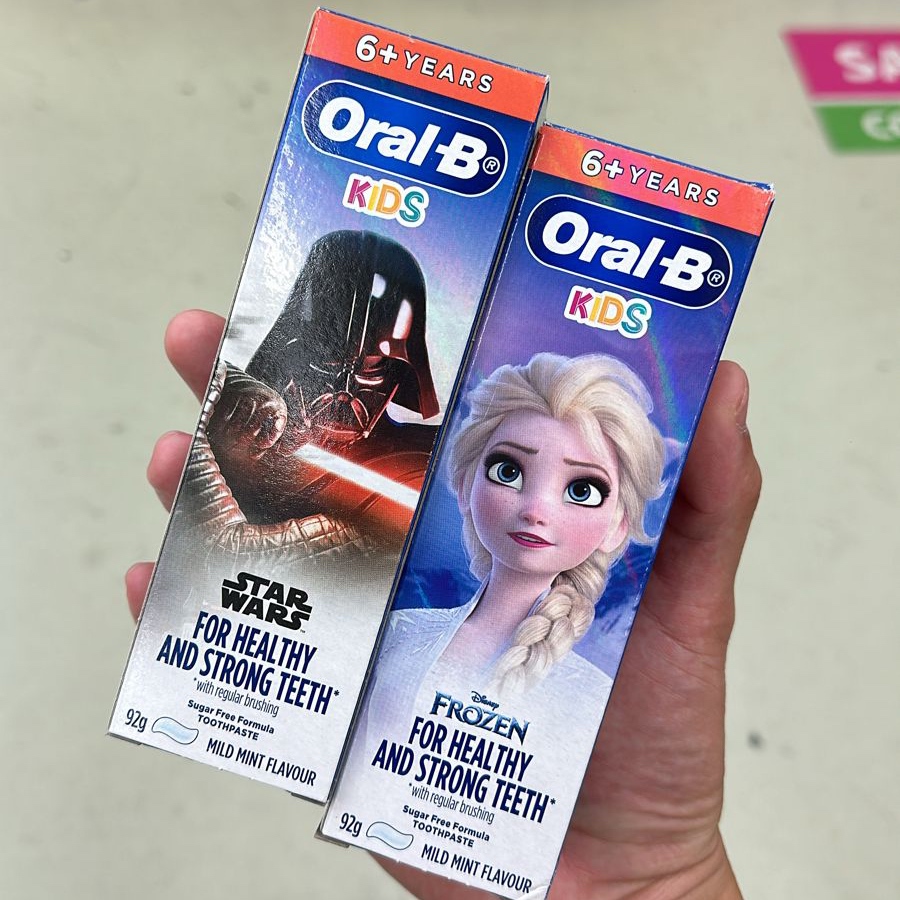 6+ YEARS
Oral-B®
KIDS
STAR
WARS™
FOR HEALTHY
AND STRONG TEETH*
*with regular brushing
Sugar Free Formula
TOOTHPASTE
92g
MILD MINT FLAVOUR
6+ YEARS
Oral-B®
KIDS
Disney
FROZEN
FOR HEALTHY
AND STRONG TEETH*
*with regular brushing
Sugar Free Formula
TOOTHPASTE
92g
MILD MINT FLAVOUR